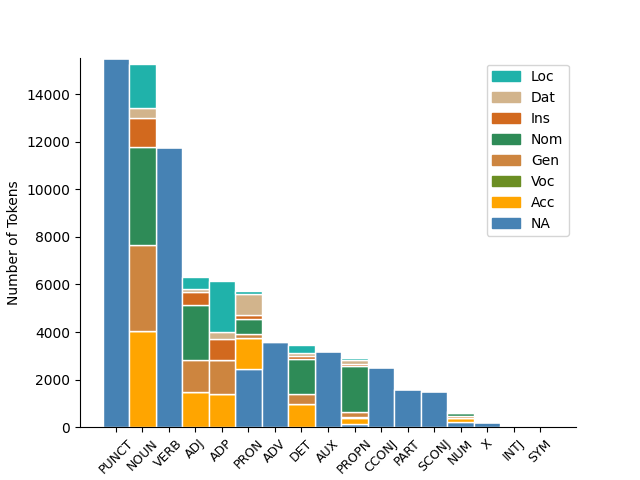 Number of Tokens
14000
12000
10000
8000
6000
4000
2000
0
PUNCT
NOUN
VERB
ADJ
ADP
PRON
ADV
DET
AUX
PROPN
CCONJ
PART
SCONJ
NUM
X
INTJ
SYM
Loc
Dat
Ins
Nom
Gen
Voc
Acc
NA